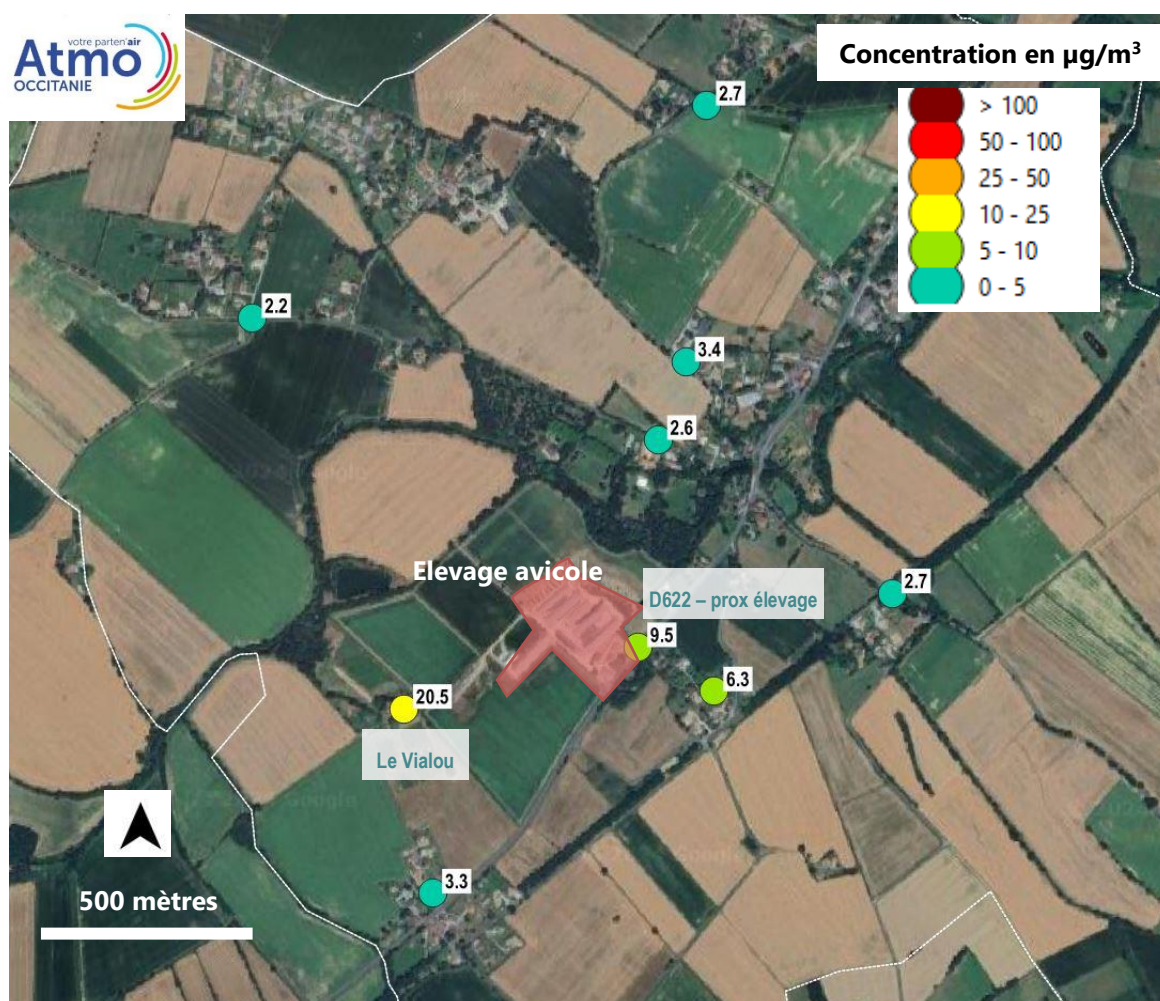 votre parten'air
Atmo
OCCITANIE
Concentration en µg/m³
> 100
50 - 100
25 - 50
10 - 25
5 - 10
0 - 5
2.7
2.2
3.4
2.6
Elevage avicole
D622 – prox élevage
2.7
9.5
6.3
20.5
Le Vialou
3.3
500 mètres